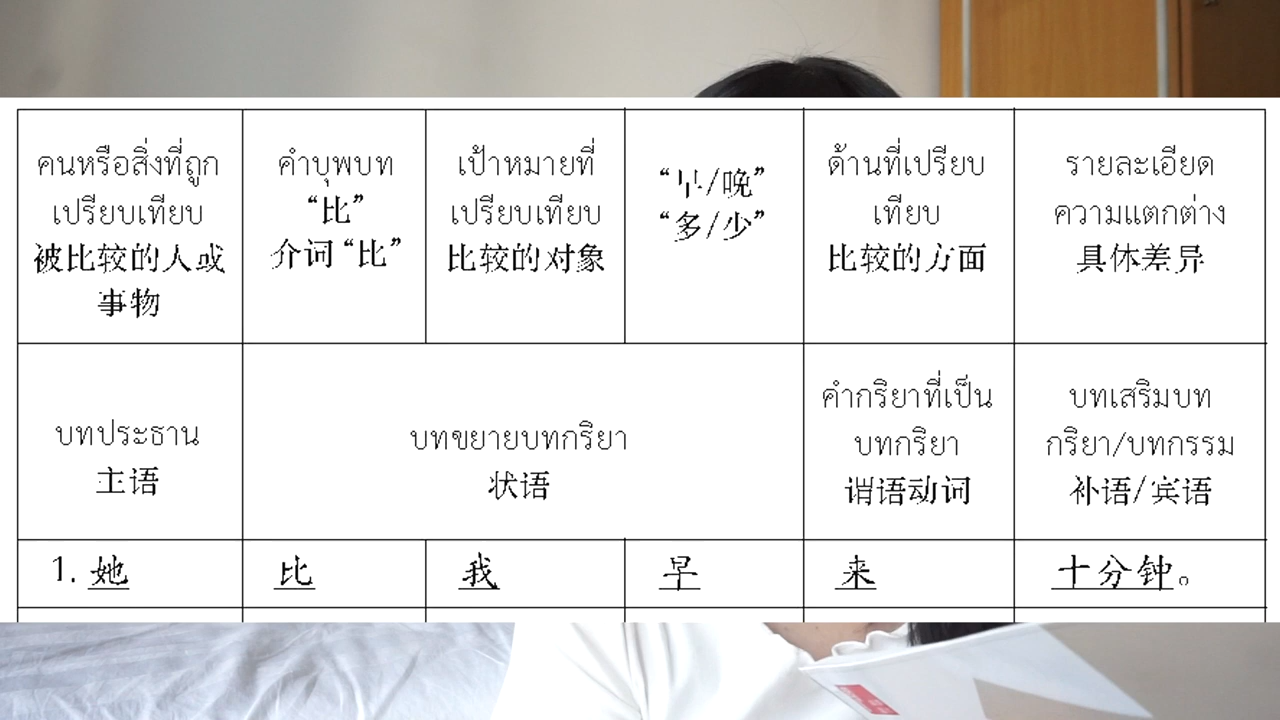 คนหรือสิ่งที่ถูก
เปรียบเทียบ
被比较的人或
事物
คำบุพบท
“比”
介词“比”
เป้าหมายที่
เปรียบเทียบ
比较的对象
“早/晚”
“多/少”
ด้านที่เปรียบ
เทียบ
比较的方面
รายละเอียด
ความแตกต่าง
具体差异
บทประธาน
主语
บทขยายบทกริยา
状语
คำกริยาที่เป็น
บทกริยา
谓语动词
บทเสริมบท
กริยา/บทกรรม
补语/宾语
1. 她 比 我 早 来 十分钟。